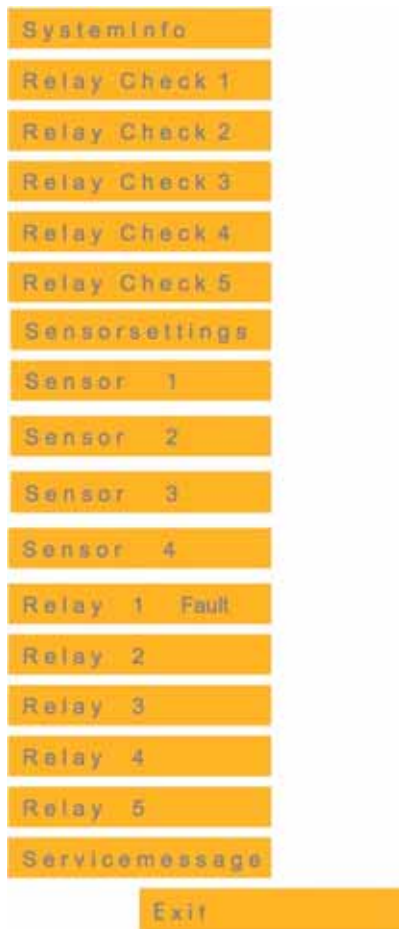 SystemInfo
Relay Check 1
Relay Check 2
Relay Check 3
Relay Check 4
Relay Check 5
Sensorsettings
Sensor 1
Sensor 2
Sensor 3
Sensor 4
Relay 1 Fault
Relay 2
Relay 3
Relay 4
Relay 5
Servicemessage
Exit